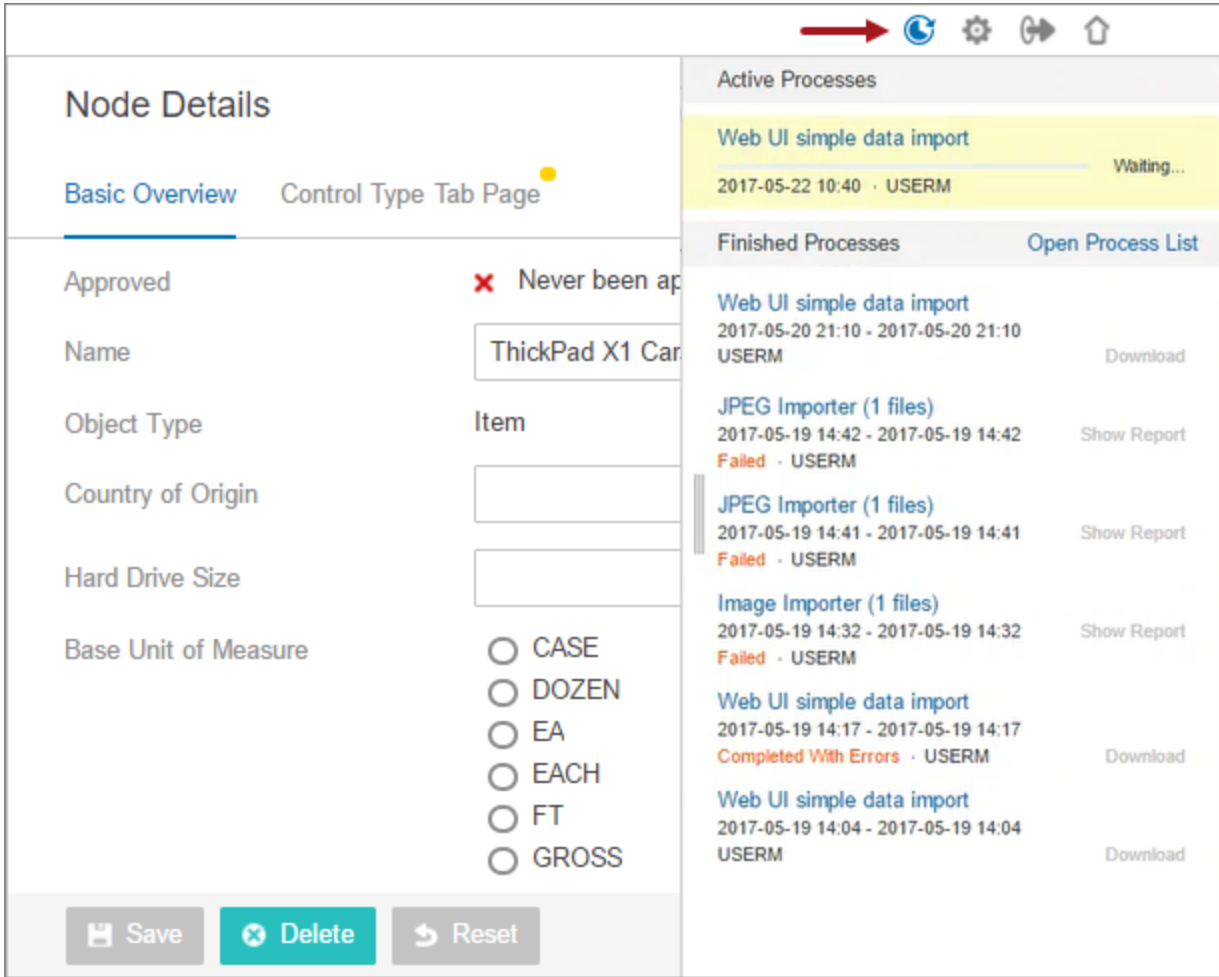 Node Details
Basic Overview
Control Type Tab Page
Approved
Never been ap
Name
ThickPad X1 Car
Object Type
Item
Country of Origin
Hard Drive Size
Base Unit of Measure
CASE
DOZEN
EA
EACH
FT
GROSS
Save
Delete
Reset
Active Processes
Web UI simple data import
Waiting...
2017-05-22 10:40 · USERM
Finished Processes
Open Process List
Web UI simple data import
2017-05-20 21:10 - 2017-05-20 21:10
USERM
Download
JPEG Importer (1 files)
2017-05-19 14:42 - 2017-05-19 14:42
Show Report
Failed · USERM
JPEG Importer (1 files)
2017-05-19 14:41 - 2017-05-19 14:41
Show Report
Failed · USERM
Image Importer (1 files)
2017-05-19 14:32 - 2017-05-19 14:32
Show Report
Failed · USERM
Web UI simple data import
2017-05-19 14:17 - 2017-05-19 14:17
Completed With Errors · USERM
Download
Web UI simple data import
2017-05-19 14:04 - 2017-05-19 14:04
USERM
Download